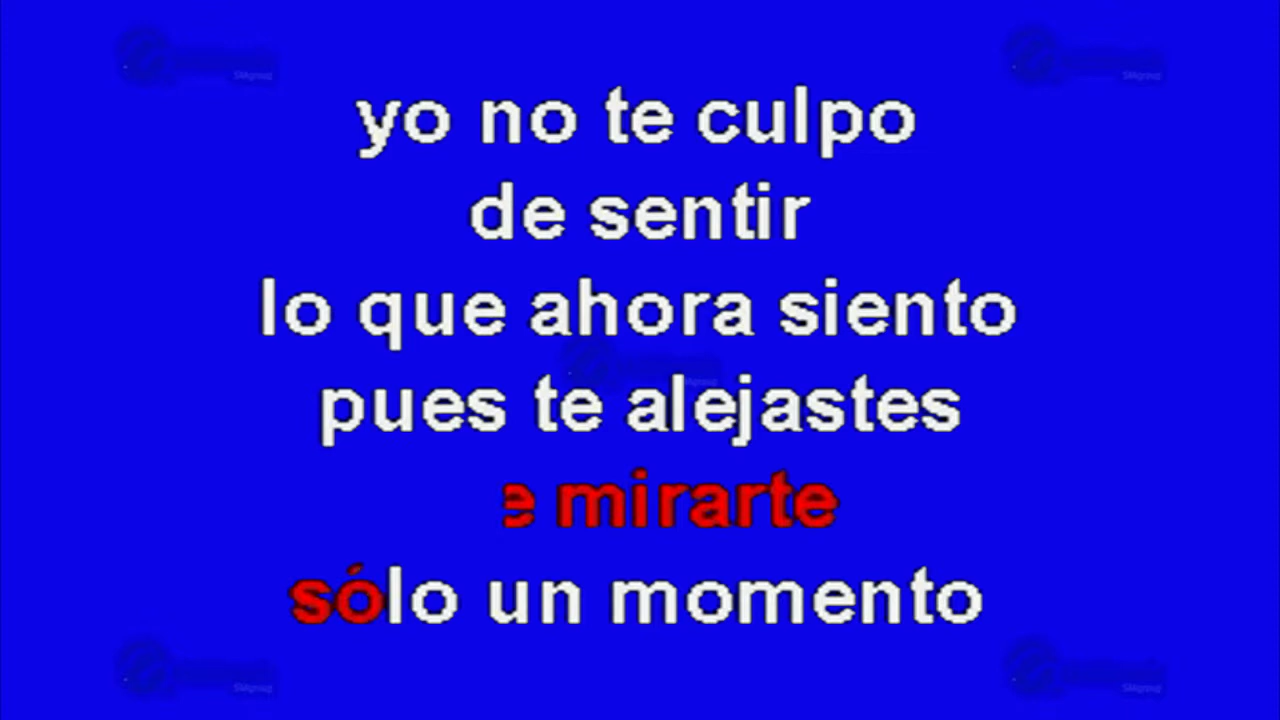 yo no te culpo
de sentir
lo que ahora siento
pues te alejastes
e mirarte
sólo un momento